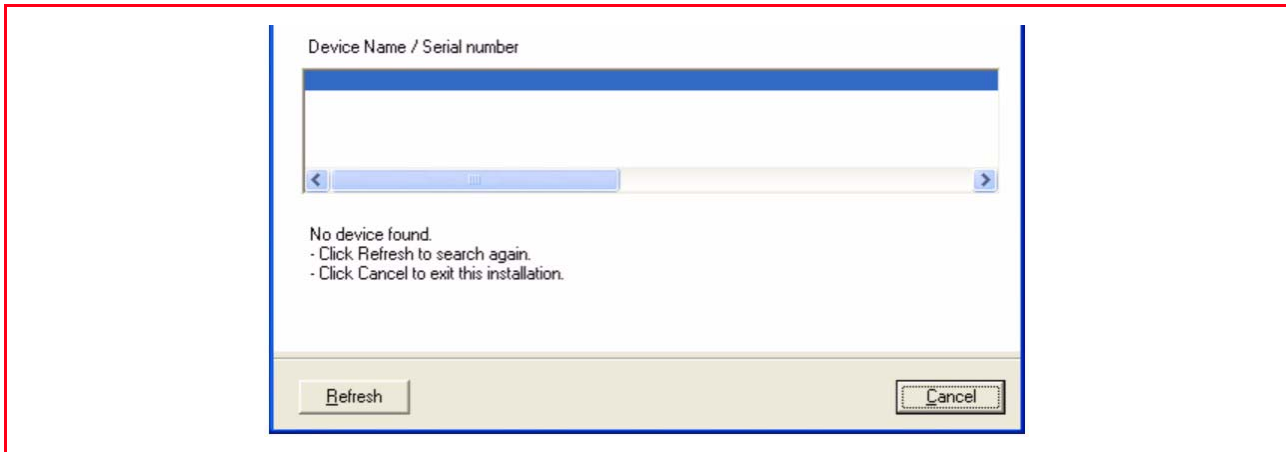 Device Name / Serial number
No device found.
- Click Refresh to search again.
- Click Cancel to exit this installation.
Refresh
Cancel